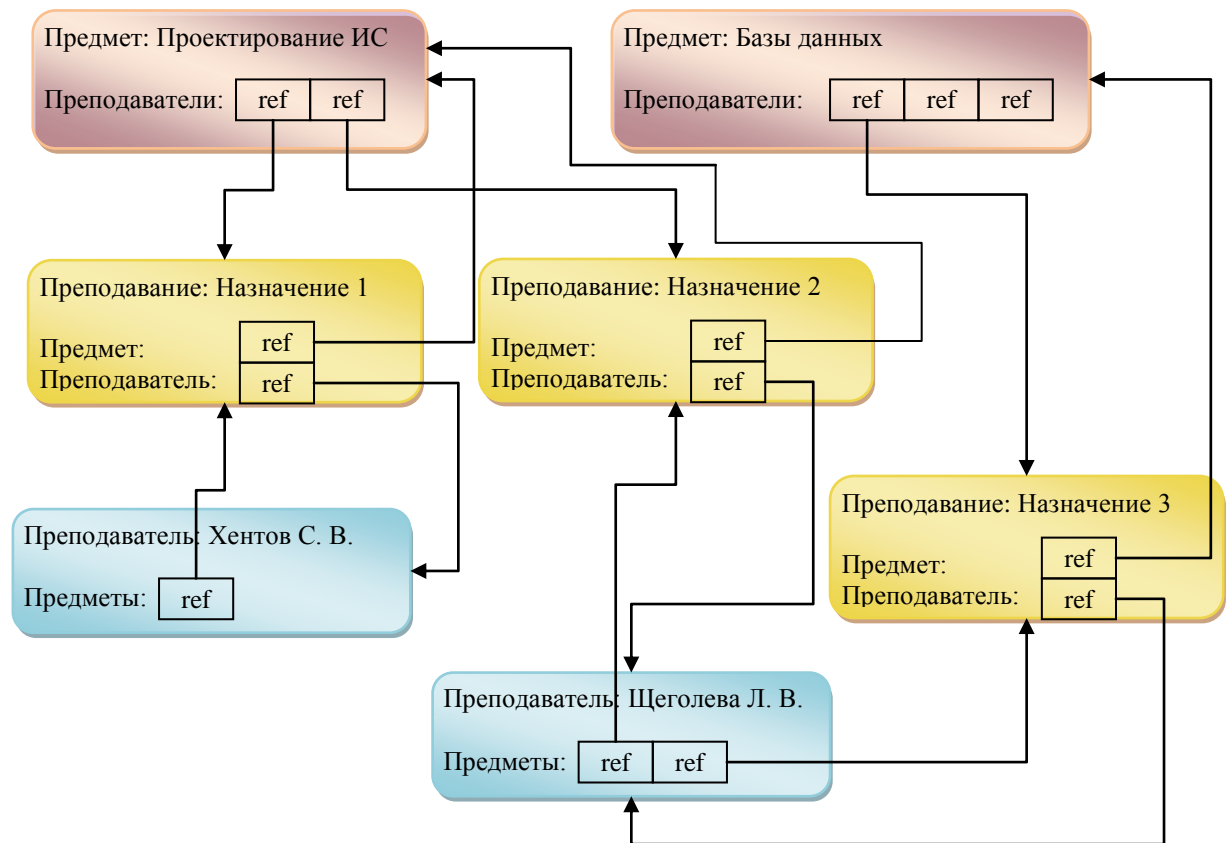 Предмет: Проектирование ИС
Преподаватели: ref ref
Предмет: Базы данных
Преподаватели: ref ref ref
Преподавание: Назначение 1
Предмет: ref
Преподаватель: ref
Преподавание: Назначение 2
Предмет: ref
Преподаватель: ref
Преподавание: Назначение 3
Предмет: ref
Преподаватель: ref
Преподаватель: Хентов С. В.
Предметы: ref
Преподаватель: Щеголева Л. В.
Предметы: ref ref